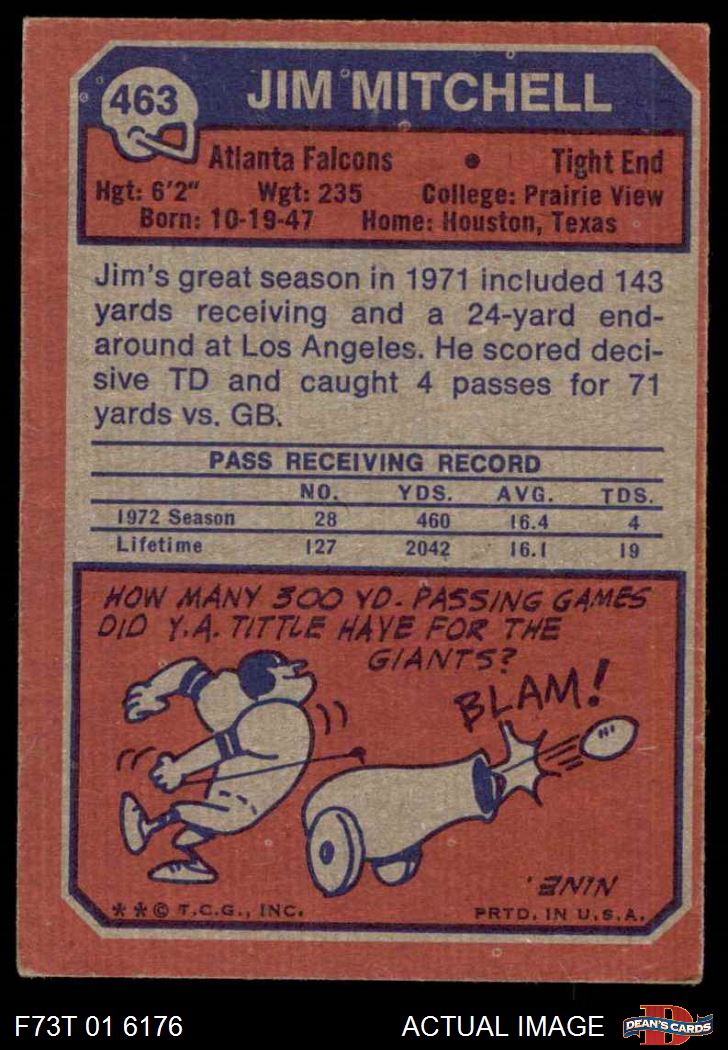 463
JIM MITCHELL
Atlanta Falcons • Tight End
Hgt: 6'2" Wgt: 235 College: Prairie View
Born: 10-19-47 Home: Houston, Texas
Jim's great season in 1971 included 143
yards receiving and a 24-yard end-
around at Los Angeles. He scored deci-
sive TD and caught 4 passes for 71
yards vs. GB.
PASS RECEIVING RECORD
NO. YDS. AVG. TDS.
1972 Season 28 460 16.4 4
Lifetime 127 2042 16.1 19
HOW MANY 300 YD. PASSING GAMES
DID Y.A. TITTLE HAVE FOR THE
GIANTS?
BLAM!
NINE.
** © T.C.G., INC. PRTD. IN U.S.A.
F73T 01 6176 ACTUAL IMAGE
D
DEAN'S CARDS